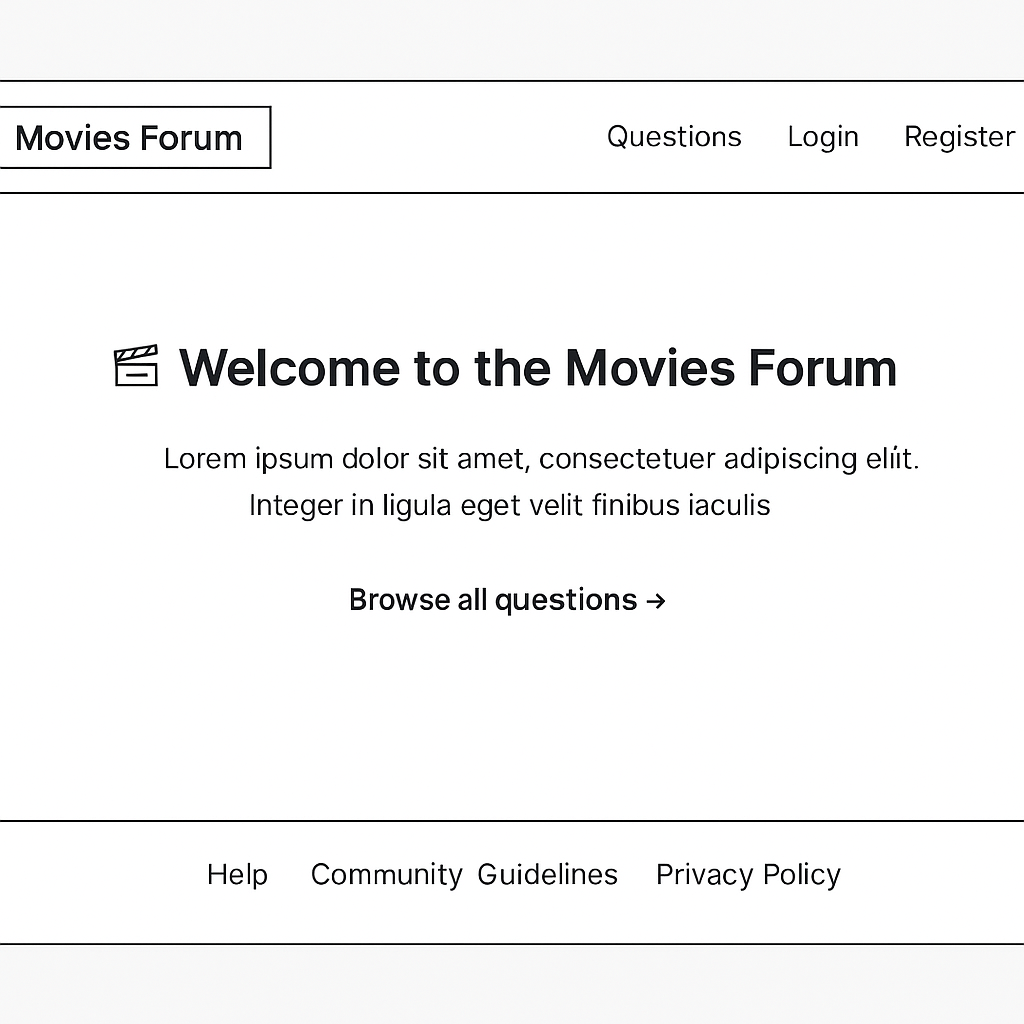 Movies Forum
Questions Login Register
Welcome to the Movies Forum
Lorem ipsum dolor sit amet, consectetuer adipiscing elít.
Integer in ligula eget velit finibus iaculis
Browse all questions →
Help Community Guidelines Privacy Policy